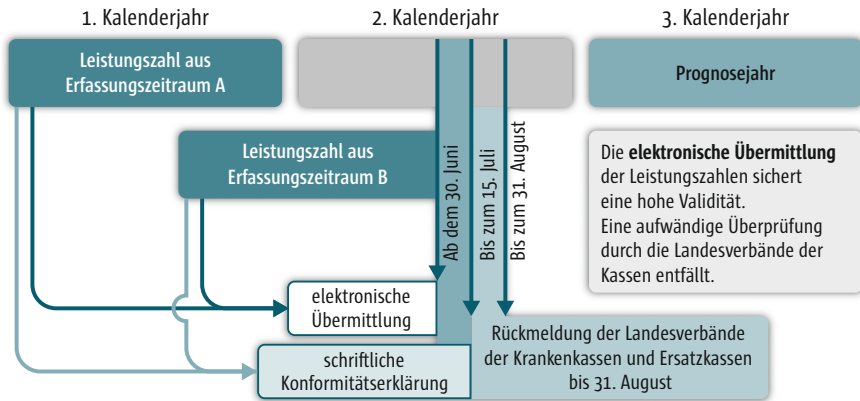 1. Kalenderjahr
2. Kalenderjahr
3. Kalenderjahr
Leistungszahl aus
Erfassungszeitraum A
Prognosejahr
Leistungszahl aus
Erfassungszeitraum B
Ab dem 30. Juni
Bis zum 15. Juli
Bis zum 31. August
Die elektronische Übermittlung
der Leistungszahlen sichert
eine hohe Validität.
Eine aufwändige Überprüfung
durch die Landesverbände der
Kassen entfällt.
elektronische
Übermittlung
schriftliche
Konformitätserklärung
Rückmeldung der Landesverbände
der Krankenkassen und Ersatzkassen
bis 31. August